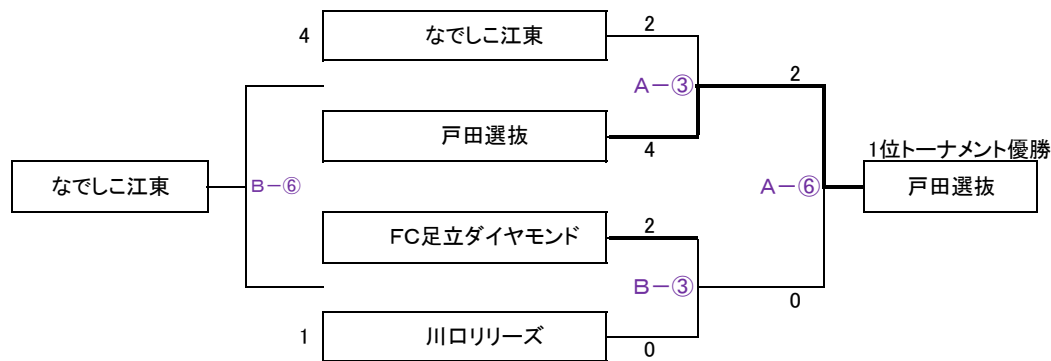 4 なでしこ江東 2
A－③ 2
戸田選抜 4
1位トーナメント優勝
なでしこ江東 B－⑥ A－⑥ 戸田選抜
FC足立ダイヤモンド 2
B－③ 0
1 川口リリーズ 0